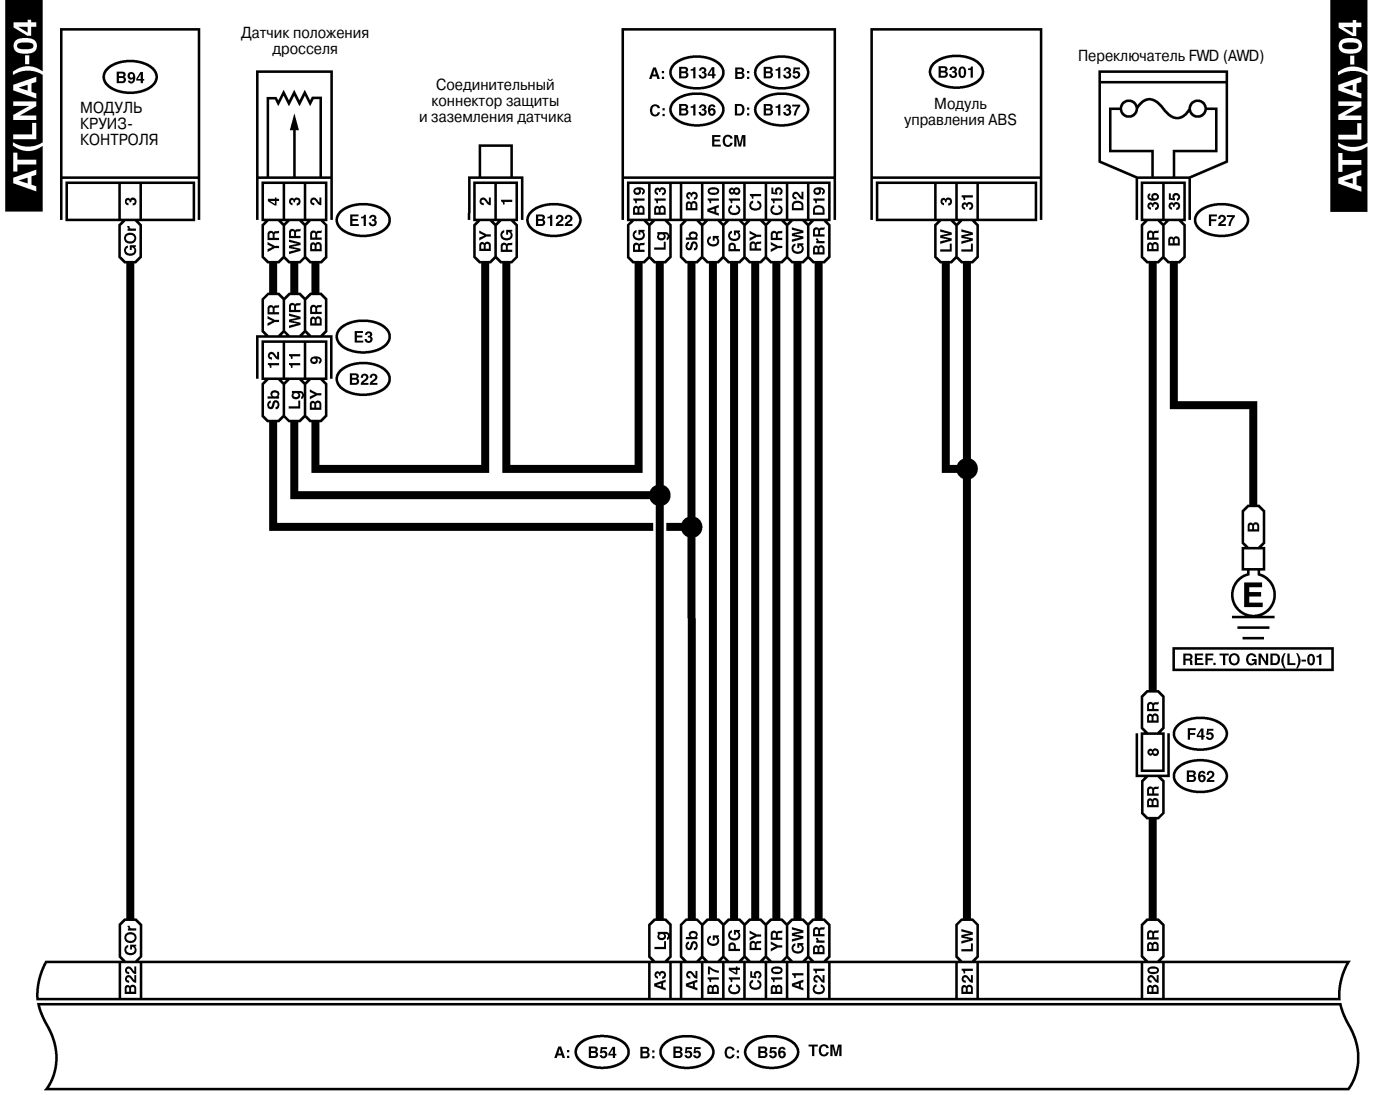 AT(LNA)-04
AT(LNA)-04
B94
МОДУЛЬ
КРУИЗ-
КОНТРОЛЯ
Датчик положения
дросселя
Соединительный
коннектор защиты
и заземления датчика
A: B134 B: B135
C: B136 D: B137
ECM
B301
Модуль
управления ABS
Переключатель FWD (AWD)
3
4 3 2
E13
2 1
B122
B19 B13 B3 A10 C18 C1 C15 D2 D19
3 31
36 35
F27
GOr
YR WR BR
BY RG
RG Lg Sb G PG RY YR GW BrR
LW LW
BR B
YR WR BR
E3
12 11 9
B22
Sb Lg BY
B
E
REF. TO GND(L)-01
BR
F45
8
B62
BR
GOr Lg Sb G PG RY YR GW BrR LW BR
B22 A3 A2 B17 C14 C5 B10 A1 C21 B21 B20
A: B54 B: B55 C: B56 TCM